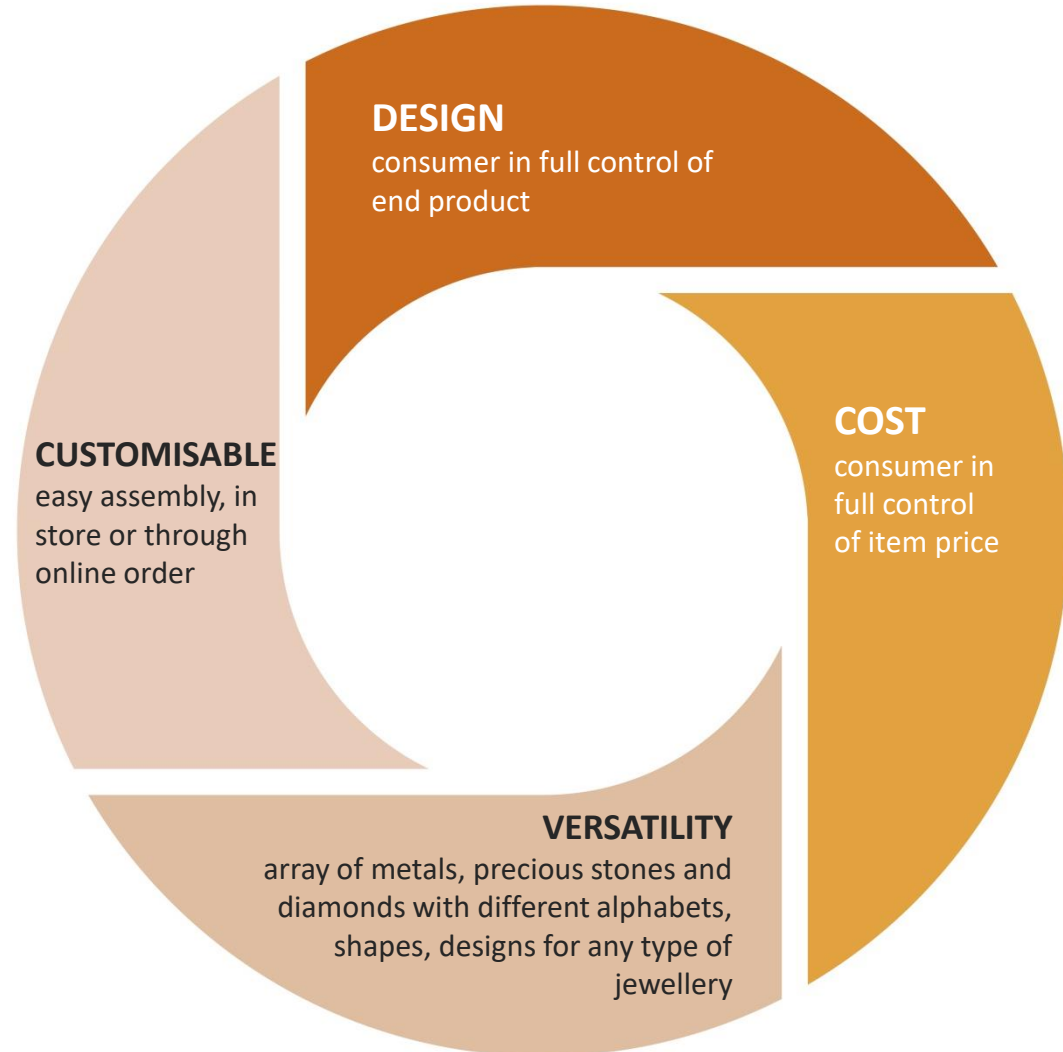 DESIGN
consumer in full control of
end product
COST
consumer in
full control
of item price
VERSATILITY
array of metals, precious stones and
diamonds with different alphabets,
shapes, designs for any type of
jewellery
CUSTOMISABLE
easy assembly, in
store or through
online order